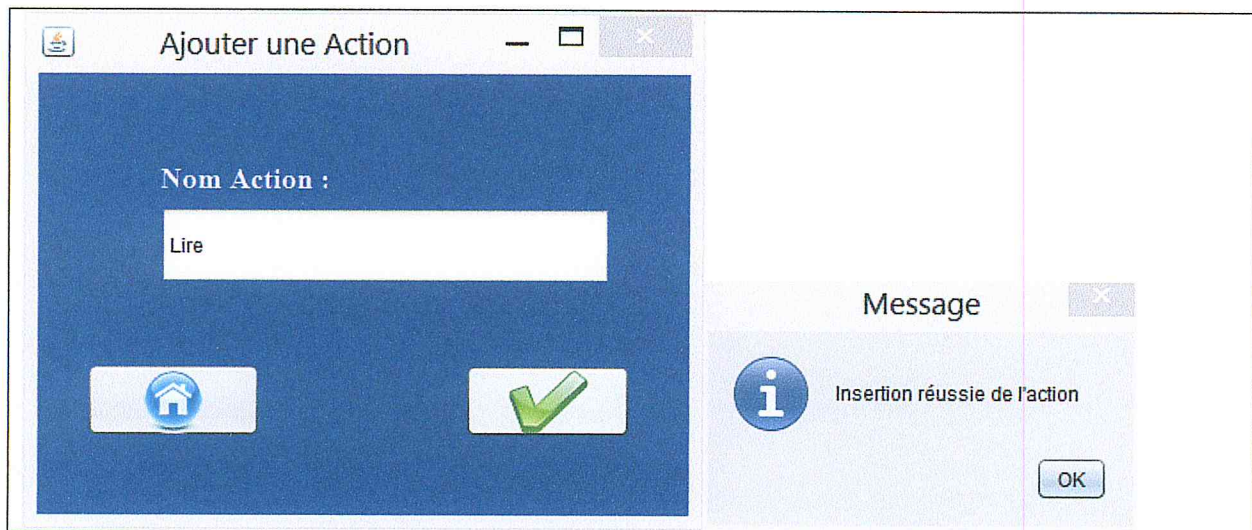 Ajouter une Action
Nom Action :
Lire
Message
Insertion réussie de l'action
OK